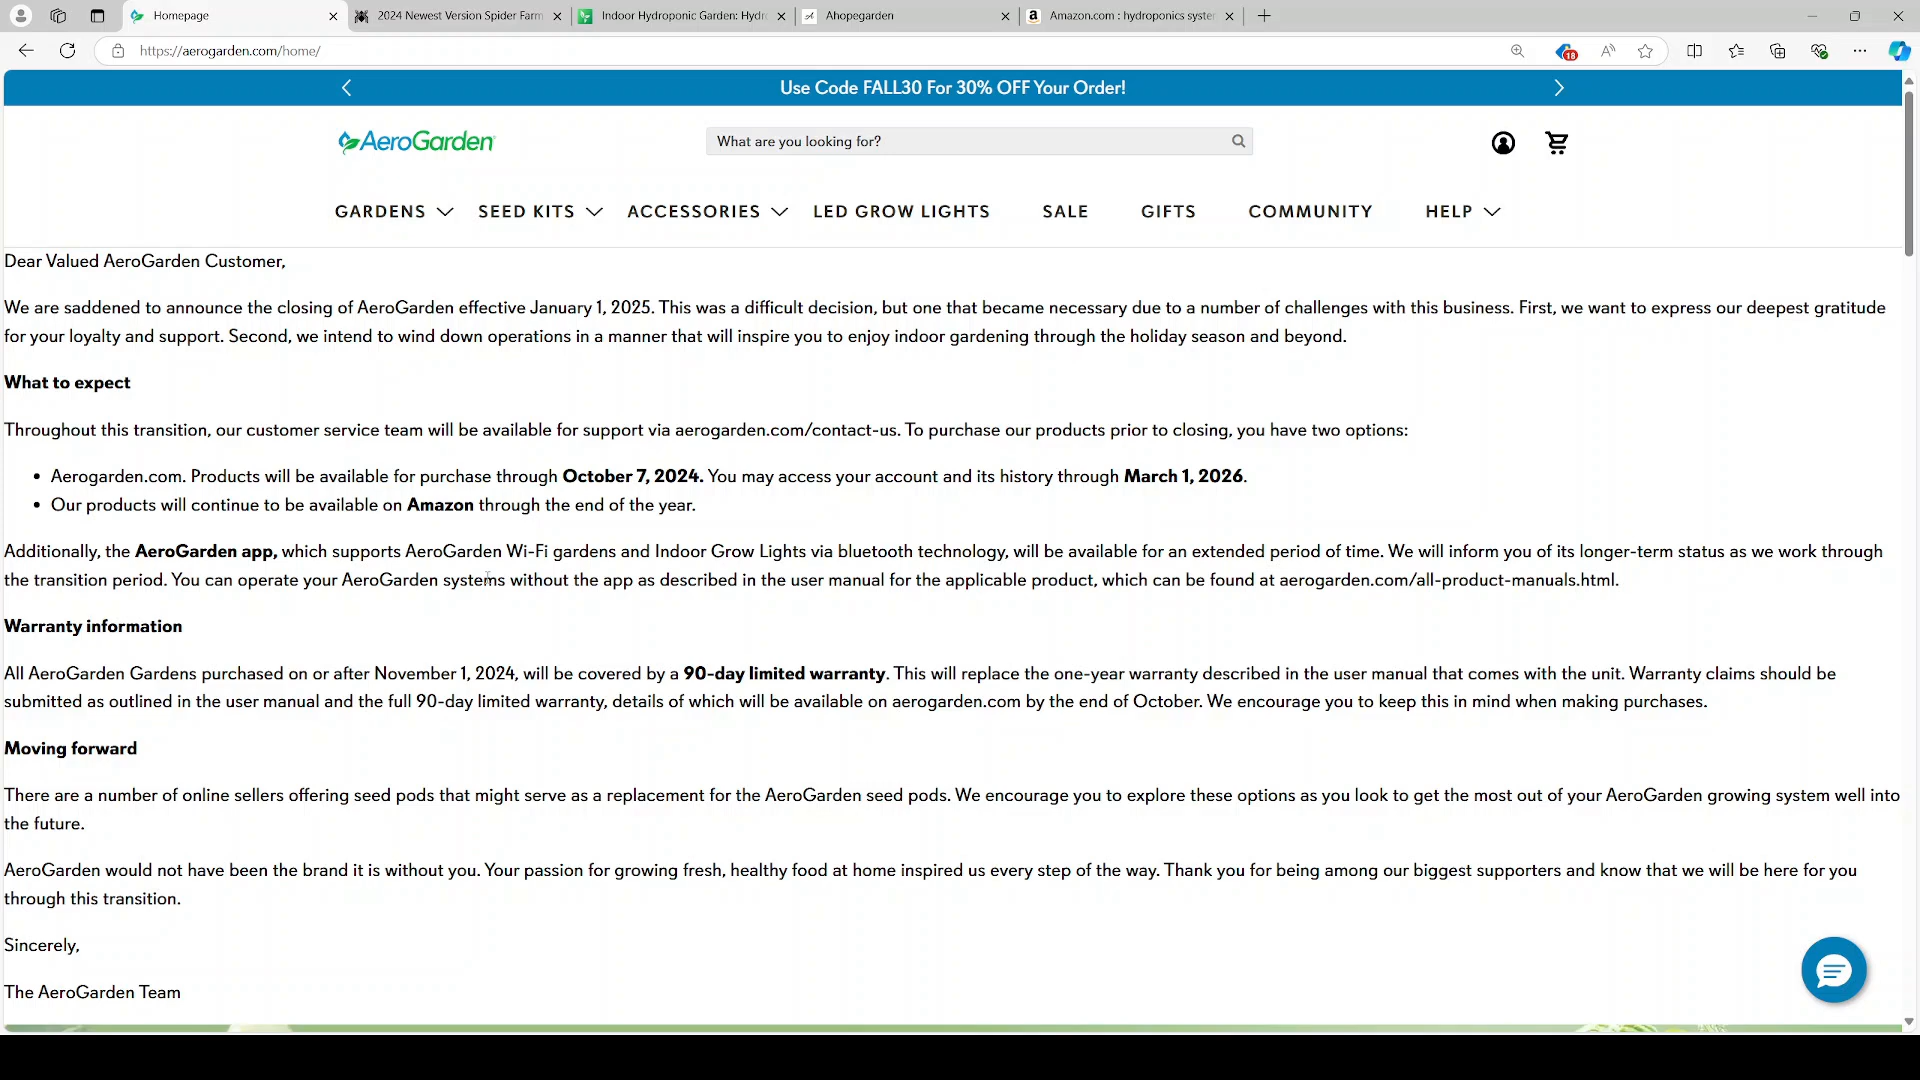 Homepage
2024 Newest Version Spider Farm
Indoor Hydroponic Garden: Hydro
Ahopegarden
Amazon.com : hydroponics syste
https://aerogarden.com/home/
18
Use Code FALL30 For 30% OFF Your Order!
AeroGarden
What are you looking for?
GARDENS SEED KITS ACCESSORIES LED GROW LIGHTS SALE GIFTS COMMUNITY HELP
Dear Valued AeroGarden Customer,
We are saddened to announce the closing of AeroGarden effective January 1, 2025. This was a difficult decision, but one that became necessary due to a number of challenges with this business. First, we want to express our deepest gratitude
for your loyalty and support. Second, we intend to wind down operations in a manner that will inspire you to enjoy indoor gardening through the holiday season and beyond.
What to expect
Throughout this transition, our customer service team will be available for support via aerogarden.com/contact-us. To purchase our products prior to closing, you have two options:
• Aerogarden.com. Products will be available for purchase through October 7, 2024. You may access your account and its history through March 1, 2026.
• Our products will continue to be available on Amazon through the end of the year.
Additionally, the AeroGarden app, which supports AeroGarden Wi-Fi gardens and Indoor Grow Lights via bluetooth technology, will be available for an extended period of time. We will inform you of its longer-term status as we work through
the transition period. You can operate your AeroGarden systems without the app as described in the user manual for the applicable product, which can be found at aerogarden.com/all-product-manuals.html.
Warranty information
All AeroGarden Gardens purchased on or after November 1, 2024, will be covered by a 90-day limited warranty. This will replace the one-year warranty described in the user manual that comes with the unit. Warranty claims should be
submitted as outlined in the user manual and the full 90-day limited warranty, details of which will be available on aerogarden.com by the end of October. We encourage you to keep this in mind when making purchases.
Moving forward
There are a number of online sellers offering seed pods that might serve as a replacement for the AeroGarden seed pods. We encourage you to explore these options as you look to get the most out of your AeroGarden growing system well into
the future.
AeroGarden would not have been the brand it is without you. Your passion for growing fresh, healthy food at home inspired us every step of the way. Thank you for being among our biggest supporters and know that we will be here for you
through this transition.
Sincerely,
The AeroGarden Team